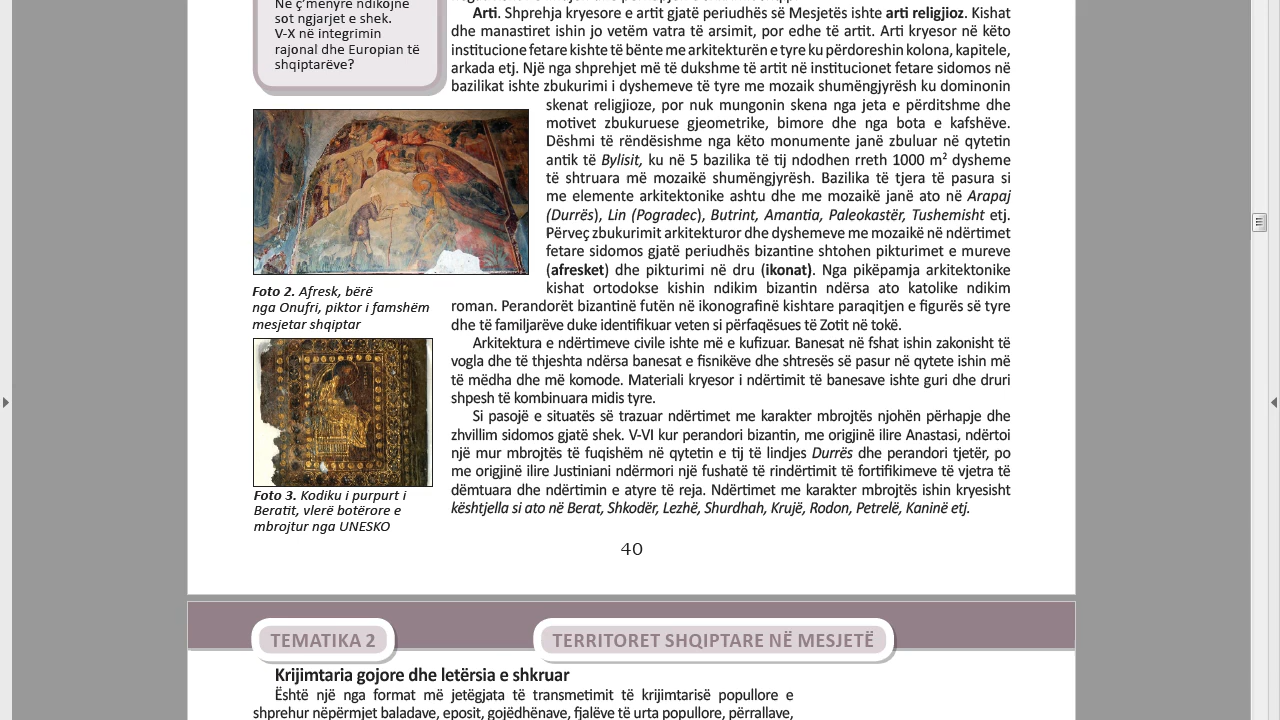 Në ç'mënyrë ndikojnë
sot ngjarjet e shek.
V-X në integrimin
rajonal dhe Europian të
shqiptarëve?
Arti. Shprehja kryesore e artit gjatë periudhës së Mesjetës ishte arti religjioz. Kishat
dhe manastiret ishin jo vetëm vatra të arsimit, por edhe të artit. Arti kryesor në këto
institucione fetare kishte të bënte me arkitekturën e tyre ku përdoreshin kolona, kapitele,
arkada etj. Një nga shprehjet më të dukshme të artit në institucionet fetare sidomos në
bazilikat ishte zbukurimi i dyshemeve të tyre me mozaik shumëngjyrësh ku dominonin
skenat religjioze, por nuk mungonin skena nga jeta e përditshme dhe
motivet zbukuruese gjeometrike, bimore dhe nga bota e kafshëve.
Dëshmi të rëndësishme nga këto monumente janë zbuluar në qytetin
antik të Bylisit, ku në 5 bazilika të tij ndodhen rreth 1000 m² dysheme
të shtruara më mozaikë shumëngjyrësh. Bazilika të tjera të pasura si
me elemente arkitektonike ashtu dhe me mozaikë janë ato në Arapaj
(Durrës), Lin (Pogradec), Butrint, Amantia, Paleokastër, Tushemisht etj.
Përveç zbukurimit arkitekturor dhe dyshemeve me mozaikë në ndërtimet
fetare sidomos gjatë periudhës bizantine shtohen pikturimet e mureve
(afresket) dhe pikturimi në dru (ikonat). Nga pikëpamja arkitektonike
kishat ortodokse kishin ndikim bizantin ndërsa ato katolike ndikim
roman. Perandorët bizantinë futën në ikonografinë kishtare paraqitjen e figurës së tyre
dhe të familjarëve duke identifikuar veten si përfaqësues të Zotit në tokë.
Arkitektura e ndërtimeve civile ishte më e kufizuar. Banesat në fshat ishin zakonisht të
vogla dhe të thjeshta ndërsa banesat e fisnikëve dhe shtresës së pasur në qytete ishin më
të mëdha dhe më komode. Materiali kryesor i ndërtimit të banesave ishte guri dhe druri
shpesh të kombinuara midis tyre.
Si pasojë e situatës së trazuar ndërtimet me karakter mbrojtës njohën përhapje dhe
zhvillim sidomos gjatë shek. V-VI kur perandori bizantin, me origjinë ilire Anastasi, ndërtoi
një mur mbrojtës të fuqishëm në qytetin e tij të lindjes Durrës dhe perandori tjetër, po
me origjinë ilire Justiniani ndërmori një fushatë të rindërtimit të fortifikimeve të vjetra të
dëmtuara dhe ndërtimin e atyre të reja. Ndërtimet me karakter mbrojtës ishin kryesisht
kështjella si ato në Berat, Shkodër, Lezhë, Shurdhah, Krujë, Rodon, Petrelë, Kaninë etj.
Foto 2. Afresk, bërë
nga Onufri, piktor i famshëm
mesjetar shqiptar
Foto 3. Kodiku i purpurt i
Beratit, vlerë botërore e
mbrojtur nga UNESKO
40
TEMATIKA 2
TERRITORET SHQIPTARE NË MESJETË
Krijimtaria gojore dhe letërsia e shkruar
Është një nga format më jetëgjata të transmetimit të krijimtarisë popullore e
shprehur nëpërmjet baladave, eposit, gojëdhënave, fjalëve të urta popullore, përrallave,